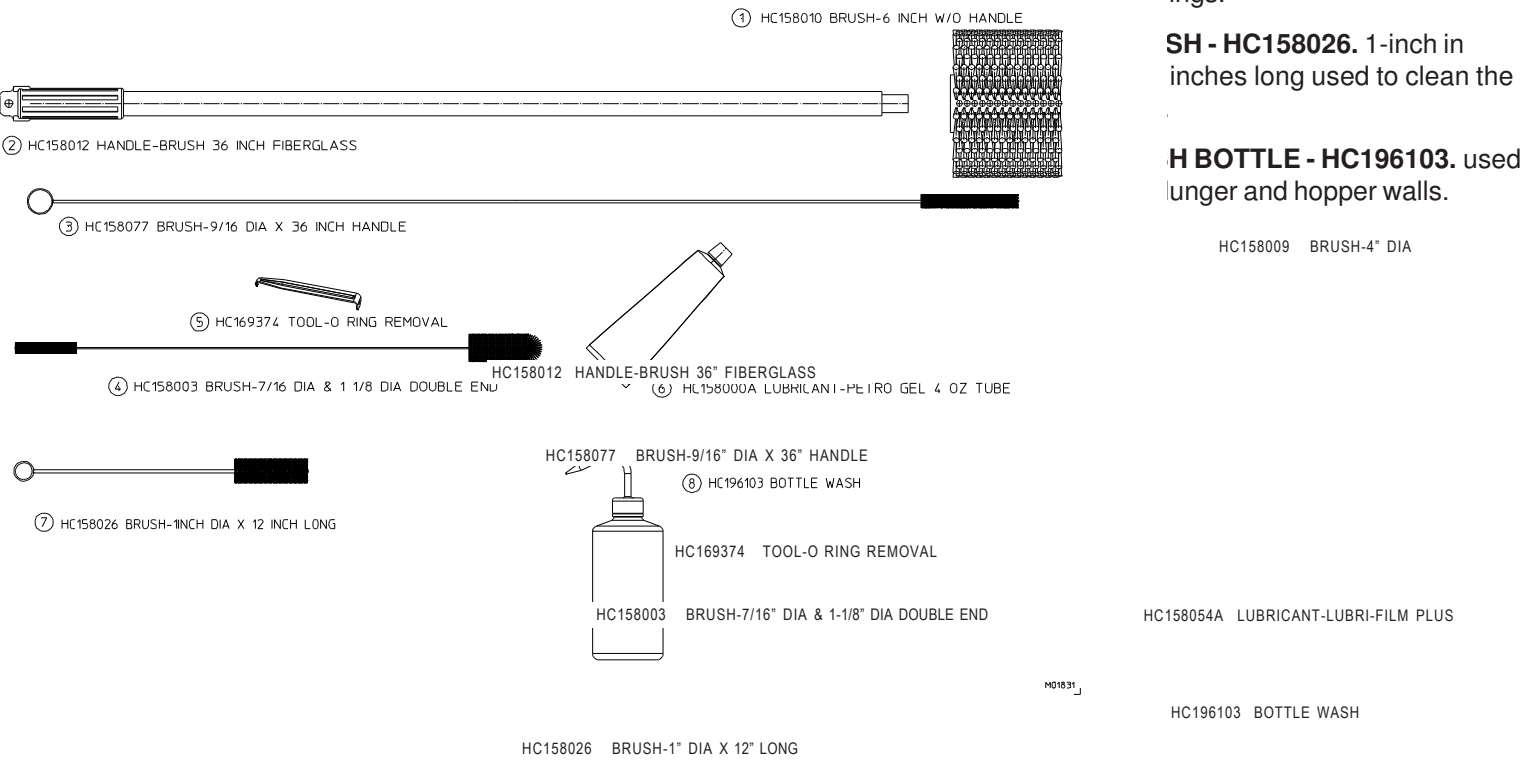 ings.
① HC158010 BRUSH-6 INCH W/O HANDLE
SH - HC158026. 1-inch in
inches long used to clean the
② HC158012 HANDLE-BRUSH 36 INCH FIBERGLASS
H BOTTLE - HC196103. used
lunger and hopper walls.
③ HC158077 BRUSH-9/16 DIA X 36 INCH HANDLE
HC158009 BRUSH-4" DIA
⑤ HC169374 TOOL-O RING REMOVAL
HC158012 HANDLE-BRUSH 36" FIBERGLASS
④ HC158003 BRUSH-7/16 DIA & 1 1/8 DIA DOUBLE END
⑥ HC158000A LUBRICANT-PETRO GEL 4 OZ TUBE
HC158077 BRUSH-9/16" DIA X 36" HANDLE
⑧ HC196103 BOTTLE WASH
⑦ HC158026 BRUSH-1INCH DIA X 12 INCH LONG
HC169374 TOOL-O RING REMOVAL
HC158003 BRUSH-7/16" DIA & 1-1/8" DIA DOUBLE END
HC158054A LUBRICANT-LUBRI-FILM PLUS
M01831
HC196103 BOTTLE WASH
HC158026 BRUSH-1" DIA X 12" LONG